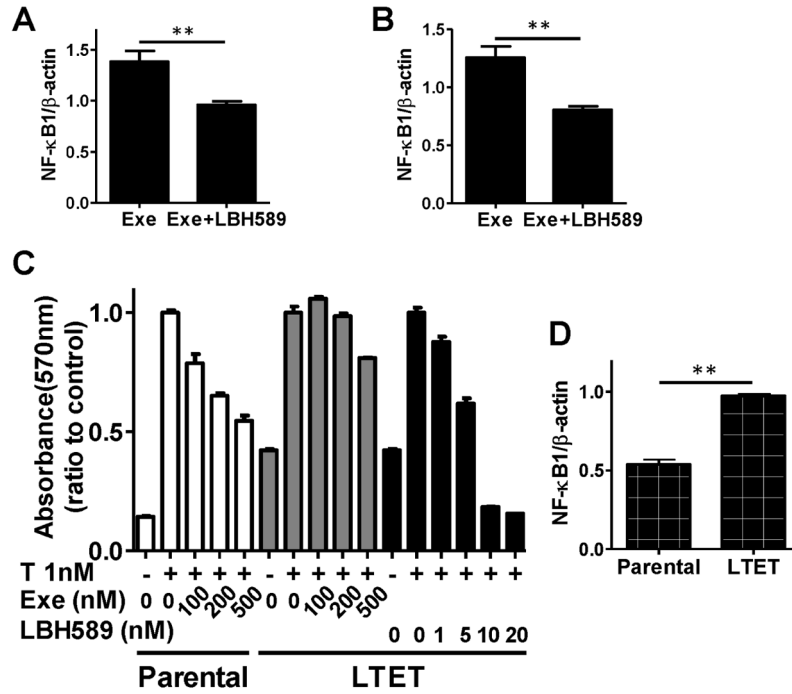 A
**
NF-κB1/β-actin
1.5
1.0
0.5
0.0
Exe Exe+LBH589
B
**
NF-κB1/β-actin
1.5
1.0
0.5
0.0
Exe Exe+LBH589
C
Absorbance(570nm)
(ratio to control)
1.0
0.5
0.0
T 1nM - + + + + - + + + + - + + + + +
Exe (nM) 0 0 100 200 500 0 0 100 200 500
LBH589 (nM) 0 0 1 5 10 20
Parental LTET
D
**
NF-κB1/β-actin
1.0
0.5
0.0
Parental LTET